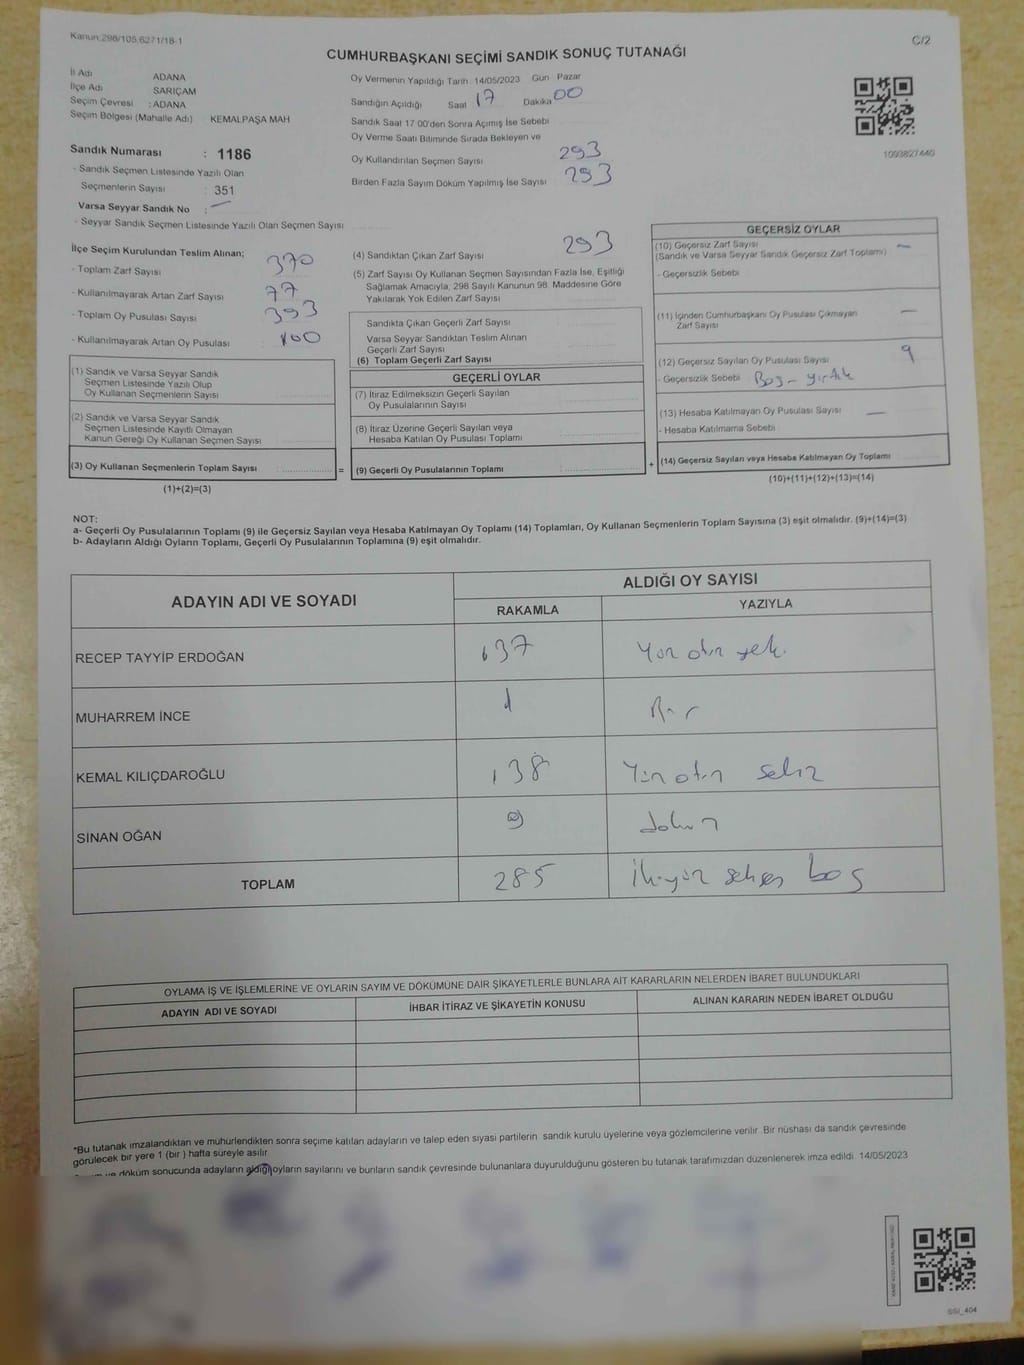 Kanun:298/105,6271/18-1
C/2
CUMHURBAŞKANI SEÇİMİ SANDIK SONUÇ TUTANAĞI
İl Adı ADANA
İlçe Adı SARIÇAM
Seçim Çevresi : ADANA
Seçim Bölgesi (Mahalle Adı) KEMALPAŞA MAH
Sandık Numarası : 1186
- Sandık Seçmen Listesinde Yazılı Olan
Seçmenlerin Sayısı : 351
Varsa Seyyar Sandık No : —
- Seyyar Sandık Seçmen Listesinde Yazılı Olan Seçmen Sayısı
Oy Vermenin Yapıldığı Tarih 14/05/2023 Gün Pazar
Sandığın Açıldığı Saat 17 Dakika 00
Sandık Saat 17 00'den Sonra Açımış İse Sebebi
Oy Verme Saati Bitiminde Sırada Bekleyen ve
Oy Kullandırılan Seçmen Sayısı 293
Birden Fazla Sayım Döküm Yapılmış İse Sayısı 293
1093827440
İlçe Seçim Kurulundan Teslim Alınan;
- Toplam Zarf Sayısı 370
- Kullanılmayarak Artan Zarf Sayısı 77
- Toplam Oy Pusulası Sayısı 393
- Kullanılmayarak Artan Oy Pusulası 100
(1) Sandık ve Varsa Seyyar Sandık
Seçmen Listesinde Yazılı Olup
Oy Kullanan Seçmenlerin Sayısı
(2) Sandık ve Varsa Seyyar Sandık
Seçmen Listesinde Kayıtlı Olmayan
Kanun Gereği Oy Kullanan Seçmen Sayısı
(3) Oy Kullanan Seçmenlerin Toplam Sayısı
(1)+(2)=(3)
(4) Sandıktan Çıkan Zarf Sayısı 293
(5) Zarf Sayısı Oy Kullanan Seçmen Sayısından Fazla İse, Eşitliği
Sağlamak Amacıyla, 298 Sayılı Kanunun 98. Maddesine Göre
Yakılarak Yok Edilen Zarf Sayısı
Sandıkta Çıkan Geçerli Zarf Sayısı
Varsa Seyyar Sandıktan Teslim Alınan
Geçerli Zarf Sayısı
(6) Toplam Geçerli Zarf Sayısı
GEÇERLİ OYLAR
(7) İtiraz Edilmeksizin Geçerli Sayılan
Oy Pusulalarının Sayısı
(8) İtiraz Üzerine Geçerli Sayılan veya
Hesaba Katılan Oy Pusulası Toplamı
= (9) Geçerli Oy Pusulalarının Toplamı
GEÇERSİZ OYLAR
(10) Geçersiz Zarf Sayısı —
(Sandık ve Varsa Seyyar Sandık Geçersiz Zarf Toplamı)
- Geçersizlik Sebebi
(11) İçinden Cumhurbaşkanı Oy Pusulası Çıkmayan —
Zarf Sayısı
(12) Geçersiz Sayılan Oy Pusulası Sayısı 9
- Geçersizlik Sebebi Boş - yırtık
(13) Hesaba Katılmayan Oy Pusulası Sayısı —
- Hesaba Katılmama Sebebi
+ (14) Geçersiz Sayılan veya Hesaba Katılmayan Oy Toplamı
(10)+(11)+(12)+(13)=(14)
NOT:
a- Geçerli Oy Pusulalarının Toplamı (9) ile Geçersiz Sayılan veya Hesaba Katılmayan Oy Toplamı (14) Toplamları, Oy Kullanan Seçmenlerin Toplam Sayısına (3) eşit olmalıdır. (9)+(14)=(3)
b- Adayların Aldığı Oyların Toplamı, Geçerli Oy Pusulalarının Toplamına (9) eşit olmalıdır.
ADAYIN ADI VE SOYADI
ALDIĞI OY SAYISI
RAKAMLA YAZIYLA
RECEP TAYYİP ERDOĞAN 137 Yüz otuz yedi
MUHARREM İNCE 1 Bir
KEMAL KILIÇDAROĞLU 138 Yüz otuz sekiz
SİNAN OĞAN 9 dokuz
TOPLAM 285 İkiyüz seksen beş
OYLAMA İŞ VE İŞLEMLERİNE VE OYLARIN SAYIM VE DÖKÜMÜNE DAİR ŞİKAYETLERLE BUNLARA AİT KARARLARIN NELERDEN İBARET BULUNDUKLARI
ADAYIN ADI VE SOYADI İHBAR İTİRAZ VE ŞİKAYETİN KONUSU ALINAN KARARIN NEDEN İBARET OLDUĞU
*Bu tutanak imzalandıktan ve mühürlendikten sonra seçime katılan adayların ve talep eden siyasi partilerin sandık kurulu üyelerine veya gözlemcilerine verilir. Bir nüshası da sandık çevresinde
görülecek bir yere 1 (bir ) hafta süreyle asılır.
ve döküm sonucunda adayların aldığı oyların sayılarını ve bunların sandık çevresinde bulunanlara duyurulduğunu gösteren bu tutanak tarafımızdan düzenlenerek imza edildi. 14/05/2023
SSI_404